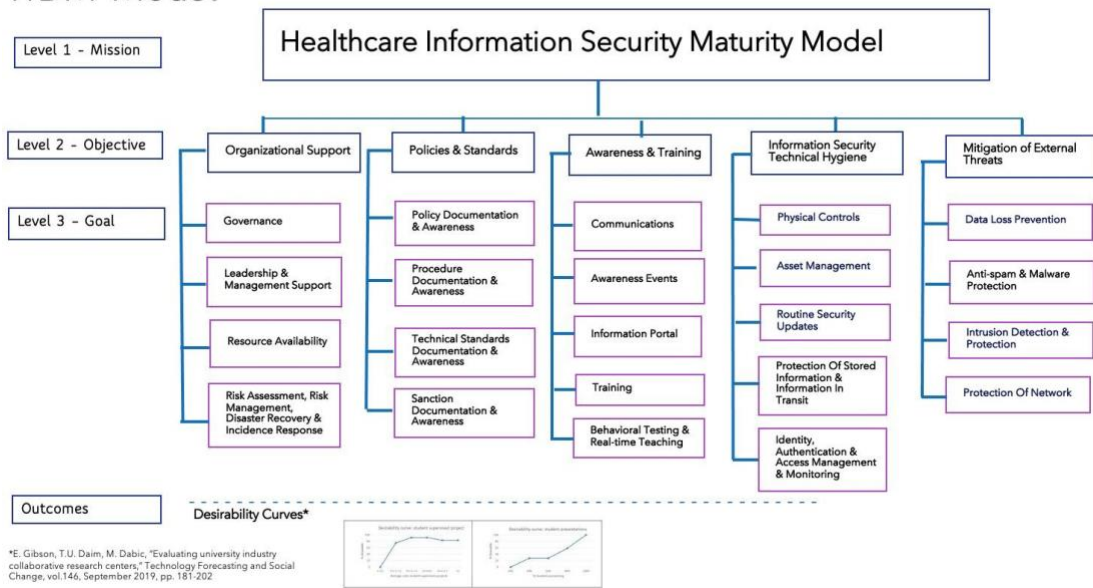 Level 1 - Mission
Healthcare Information Security Maturity Model
Level 2 - Objective
Organizational Support
Policies & Standards
Awareness & Training
Information Security
Technical Hygiene
Mitigation of External
Threats
Level 3 - Goal
Governance
Leadership &
Management Support
Resource Availability
Risk Assessment, Risk
Management,
Disaster Recovery &
Incidence Response
Policy Documentation
& Awareness
Procedure
Documentation &
Awareness
Technical Standards
Documentation &
Awareness
Sanction
Documentation &
Awareness
Communications
Awareness Events
Information Portal
Training
Behavioral Testing &
Real-time Teaching
Physical Controls
Asset Management
Routine Security
Updates
Protection Of Stored
Information &
Information In
Transit
Identity,
Authentication &
Access Management
& Monitoring
Data Loss Prevention
Anti-spam & Malware
Protection
Intrusion Detection &
Protection
Protection Of Network
Outcomes
Desirability Curves*
*E. Gibson, T.U. Daim, M. Dabic, "Evaluating university industry
collaborative research centers," Technology Forecasting and Social
Change, vol.146, September 2019, pp. 181-202